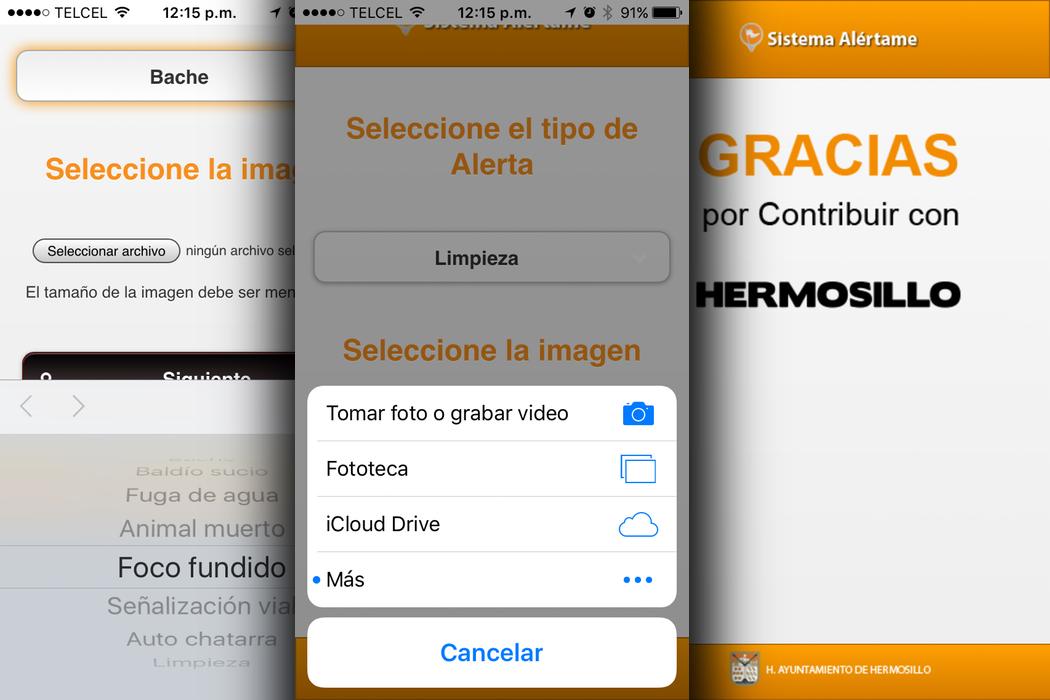 TELCEL 12:15 p.m.
Bache
Seleccione la ima
Seleccionar archivo ningún archivo sel
El tamaño de la imagen debe ser men
Siguiente
Bache
Baldío sucio
Fuga de agua
Animal muerto
Foco fundido
Señalización vial
Auto chatarra
Limpieza
TELCEL 12:15 p.m. 91%
Sistema Alértame
Seleccione el tipo de
Alerta
Limpieza
Seleccione la imagen
Tomar foto o grabar video
Fototeca
iCloud Drive
Más
Cancelar
Sistema Alértame
GRACIAS
por Contribuir con
HERMOSILLO
H. AYUNTAMIENTO DE HERMOSILLO